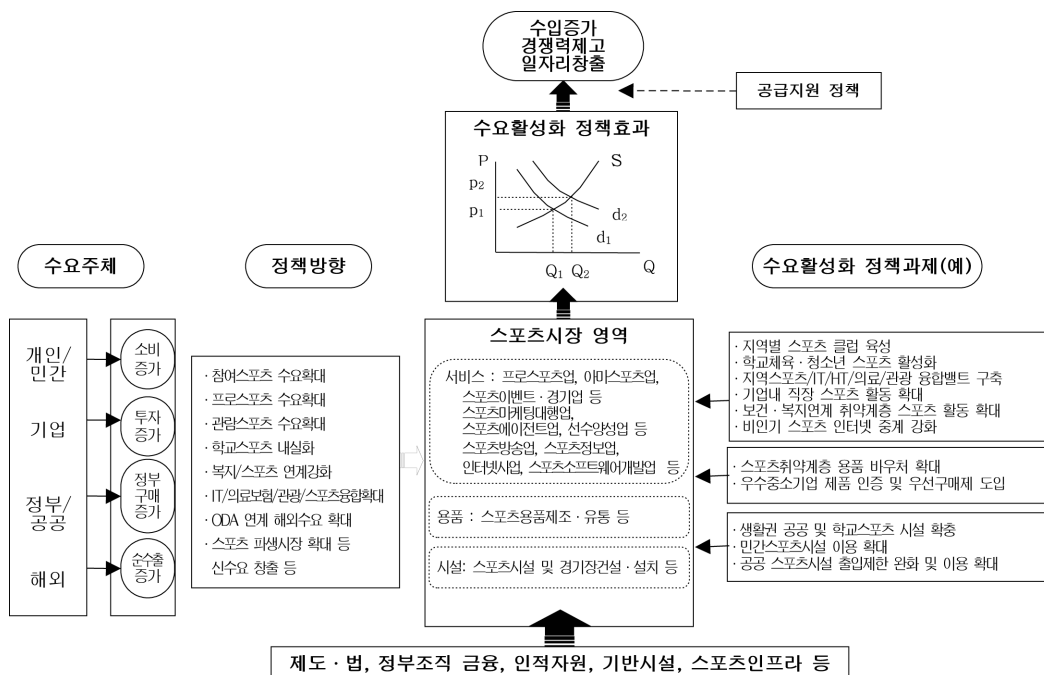 수입증가
경쟁력제고
일자리창출
공급지원 정책
수요활성화 정책효과
P
S
p₂
p₁
d₂
d₁
Q₁ Q₂
Q
수요주체
정책방향
수요활성화 정책과제(예)
개인/
민간
기업
정부/
공공
해외
소비
증가
투자
증가
정부
구매
증가
순수출
증가
· 참여스포츠 수요확대
· 프로스포츠 수요확대
· 관람스포츠 수요확대
· 학교스포츠 내실화
· 복지/스포츠 연계강화
· IT/의료보험/관광/스포츠융합확대
· ODA 연계 해외수요 확대
· 스포츠 파생시장 확대 등
신수요 창출 등
스포츠시장 영역
서비스 : 프로스포츠업, 아마스포츠업,
스포츠이벤트·경기업 등
스포츠마케팅대행업,
스포츠에이전트업, 선수양성업 등
스포츠방송업, 스포츠정보업,
인터넷사업, 스포츠소프트웨어개발업 등
용품 : 스포츠용품제조·유통 등
시설: 스포츠시설 및 경기장건설·설치 등
· 지역별 스포츠 클럽 육성
· 학교체육·청소년 스포츠 활성화
· 지역스포츠/IT/HT/의료/관광 융합밸트 구축
· 기업내 직장 스포츠 활동 확대
· 보건·복지연계 취약계층 스포츠 활동 확대
· 비인기 스포츠 인터넷 중계 강화
· 스포츠취약계층 용품 바우처 확대
· 우수중소기업 제품 인증 및 우선구매제 도입
· 생활권 공공 및 학교스포츠 시설 확충
· 민간스포츠시설 이용 확대
· 공공 스포츠시설 출입제한 완화 및 이용 확대
제도·법, 정부조직 금융, 인적자원, 기반시설, 스포츠인프라 등